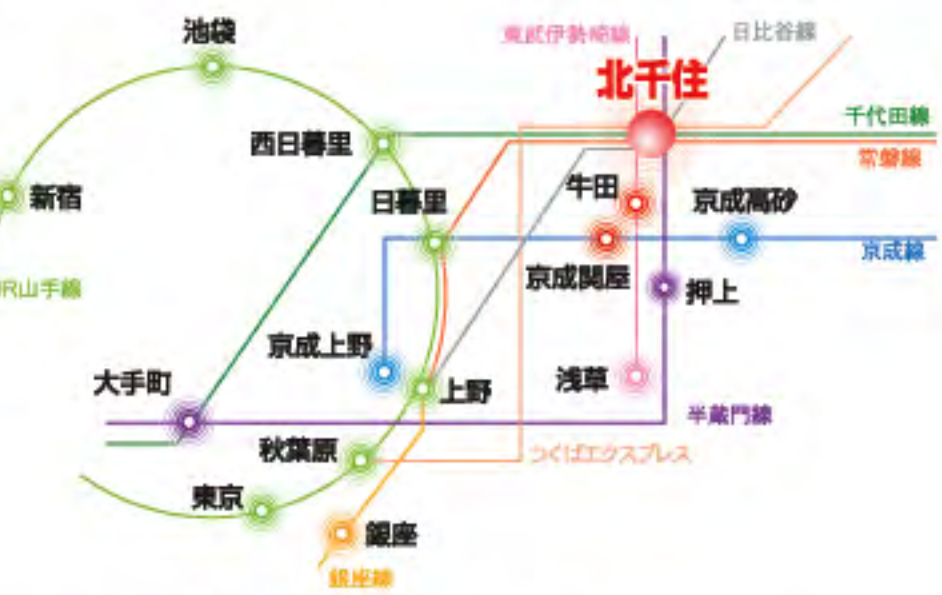 池袋
東武伊勢崎線
日比谷線
北千住
千代田線
西日暮里
常磐線
新宿
日暮里
牛田
京成高砂
京成線
京成関屋
JR山手線
押上
京成上野
大手町
上野
浅草
半蔵門線
秋葉原
つくばエクスプレス
東京
銀座
銀座線